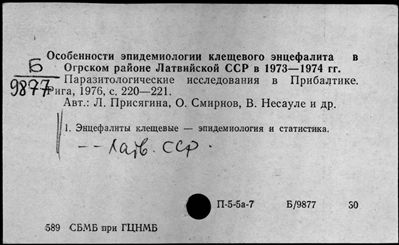 Особенности эпидемиологии клещевого энцефалита в
Огрском районе Латвийской ССР в 1973—1974 гг.
Б
9877
Паразитологические исследования в Прибалтике.
Рига, 1976, с. 220—221.
Авт.: Л. Присягина, О. Смирнов, В. Несауле и др.
1. Энцефалиты клещевые — эпидемиология и статистика.
— — Латв. ССР.
П-5-5а-7 Б/9877 50
589 СБМБ при ГЦНМБ